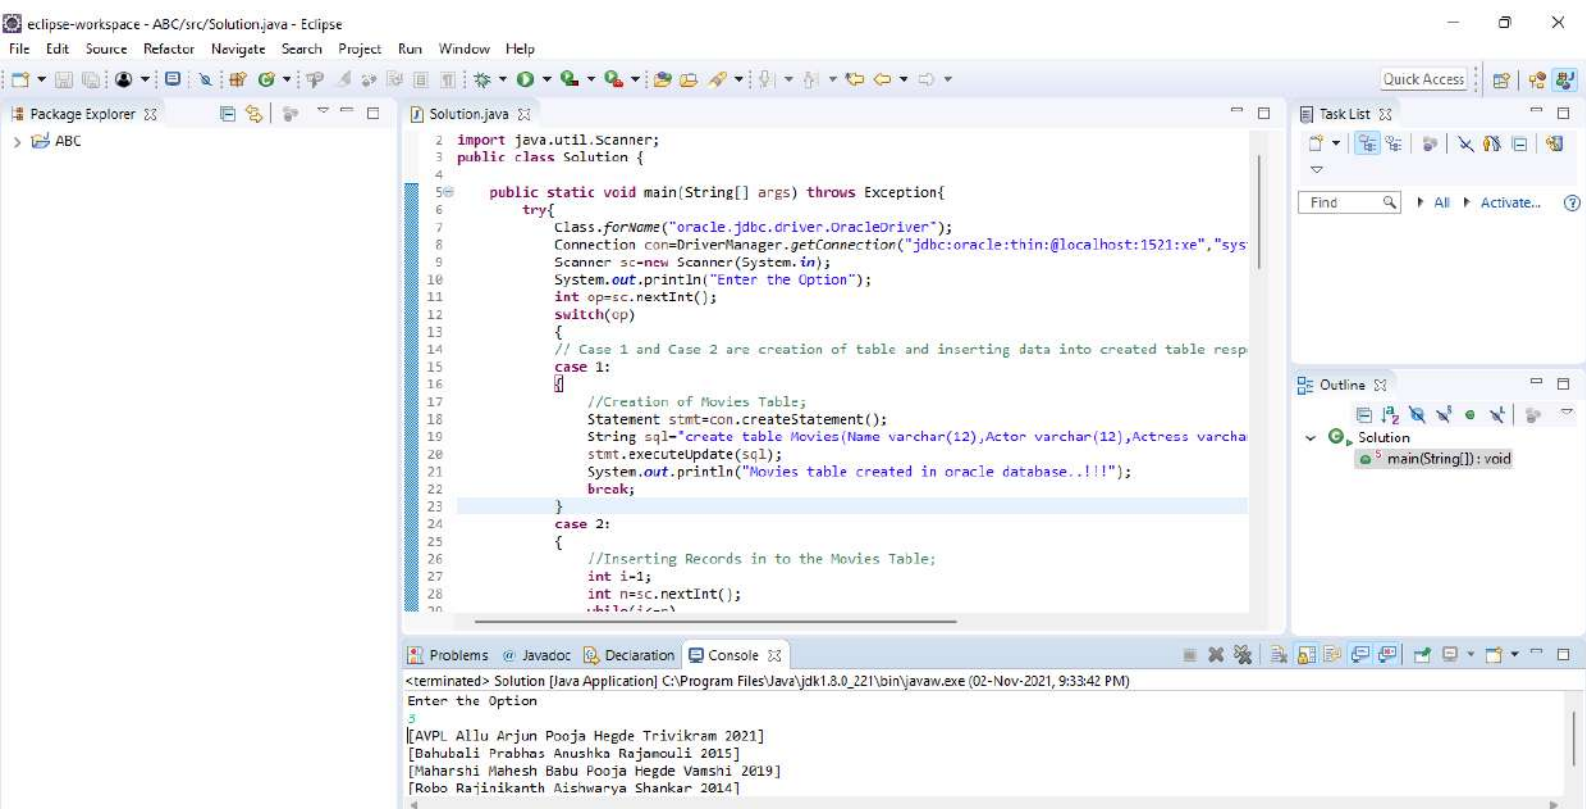 eclipse-workspace - ABC/src/Solution.java - Eclipse
File Edit Source Refactor Navigate Search Project Run Window Help
Quick Access
Package Explorer
ABC
Solution.java
2 import java.util.Scanner;
3 public class Solution {
4
5 public static void main(String[] args) throws Exception{
6 try{
7 Class.forName("oracle.jdbc.driver.OracleDriver");
8 Connection con=DriverManager.getConnection("jdbc:oracle:thin:@localhost:1521:xe","sys
9 Scanner sc=new Scanner(System.in);
10 System.out.println("Enter the Option");
11 int op=sc.nextInt();
12 switch(op)
13 {
14 // Case 1 and Case 2 are creation of table and inserting data into created table resp
15 case 1:
16 {
17 //Creation of Movies Table;
18 Statement stmt=con.createStatement();
19 String sql="create table Movies(Name varchar(12),Actor varchar(12),Actress varcha
20 stmt.executeUpdate(sql);
21 System.out.println("Movies table created in oracle database..!!!");
22 break;
23 }
24 case 2:
25 {
26 //Inserting Records in to the Movies Table;
27 int i=1;
28 int n=sc.nextInt();
29 while(i<=n)
Task List
Find All Activate...
Outline
Solution
main(String[]) : void
Problems @ Javadoc Declaration Console
<terminated> Solution [Java Application] C:\Program Files\Java\jdk1.8.0_221\bin\javaw.exe (02-Nov-2021, 9:33:42 PM)
Enter the Option
3
[AVPL Allu Arjun Pooja Hegde Trivikram 2021]
[Bahubali Prabhas Anushka Rajamouli 2015]
[Maharshi Mahesh Babu Pooja Hegde Vamshi 2019]
[Robo Rajinikanth Aishwarya Shankar 2014]